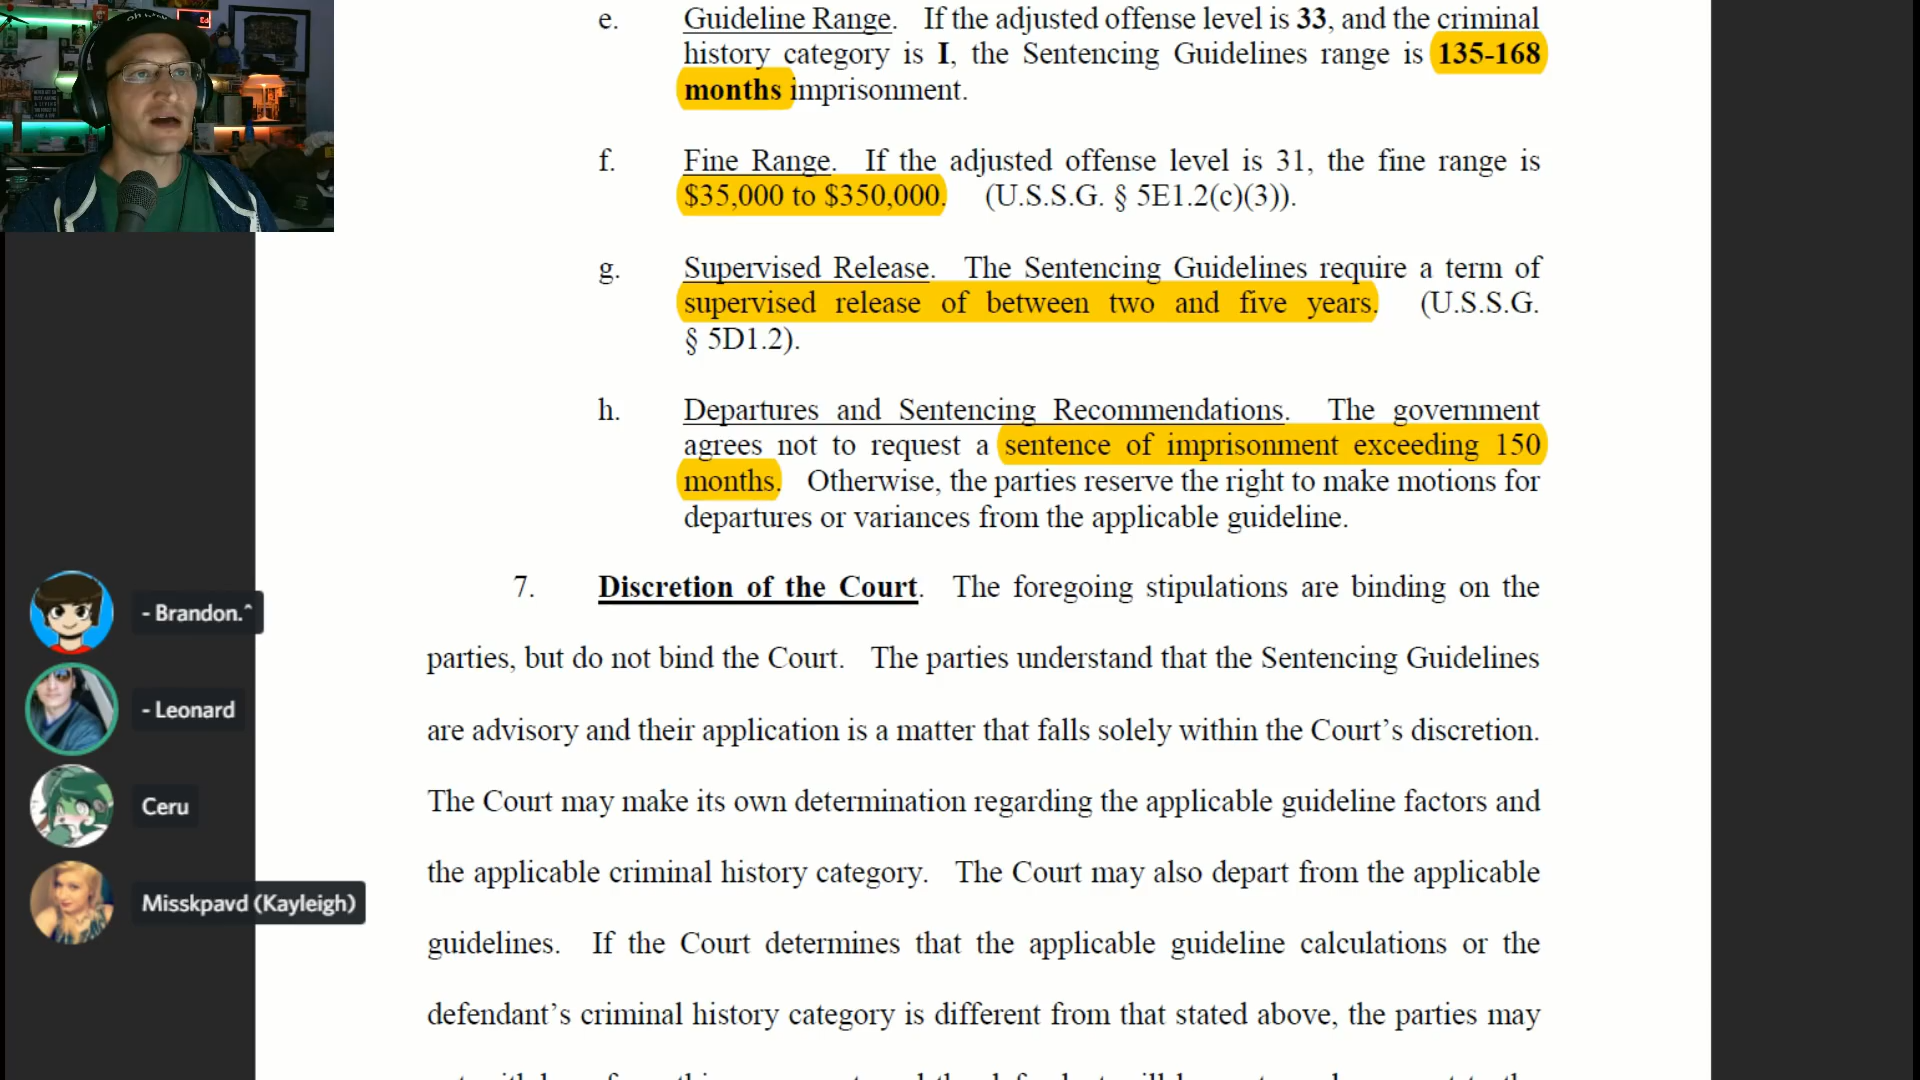 e. Guideline Range. If the adjusted offense level is 33, and the criminal
history category is I, the Sentencing Guidelines range is 135-168
months imprisonment.
f. Fine Range. If the adjusted offense level is 31, the fine range is
$35,000 to $350,000. (U.S.S.G. § 5E1.2(c)(3)).
g. Supervised Release. The Sentencing Guidelines require a term of
supervised release of between two and five years. (U.S.S.G.
§ 5D1.2).
h. Departures and Sentencing Recommendations. The government
agrees not to request a sentence of imprisonment exceeding 150
months. Otherwise, the parties reserve the right to make motions for
departures or variances from the applicable guideline.
7. Discretion of the Court. The foregoing stipulations are binding on the
parties, but do not bind the Court. The parties understand that the Sentencing Guidelines
are advisory and their application is a matter that falls solely within the Court’s discretion.
The Court may make its own determination regarding the applicable guideline factors and
the applicable criminal history category. The Court may also depart from the applicable
guidelines. If the Court determines that the applicable guideline calculations or the
defendant’s criminal history category is different from that stated above, the parties may
- Brandon.^
- Leonard
Ceru
Misskpavd (Kayleigh)